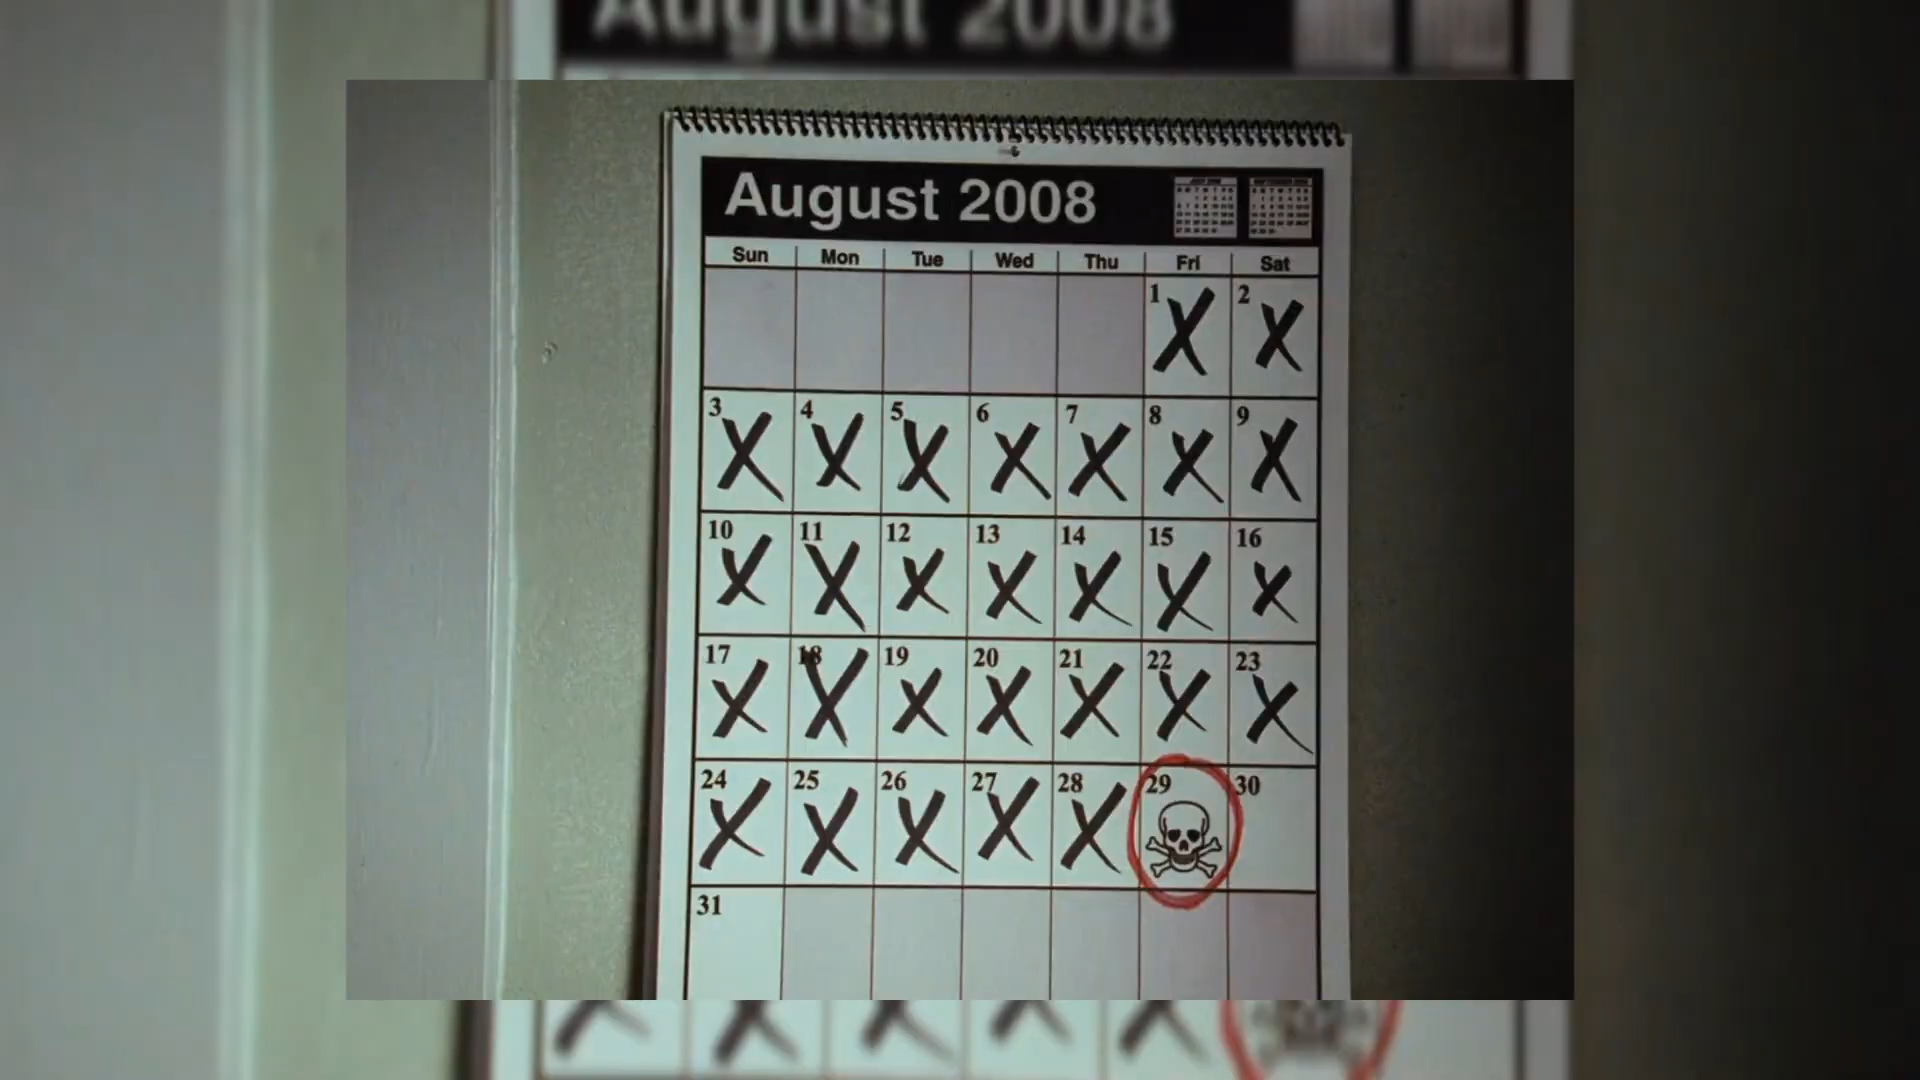 August 2008
August 2008
Sun Mon Tue Wed Thu Fri Sat
1 X 2 X
3 X 4 X 5 X 6 X 7 X 8 X 9 X
10 X 11 X 12 X 13 X 14 X 15 X 16 X
17 X 18 X 19 X 20 X 21 X 22 X 23 X
24 X 25 X 26 X 27 X 28 X 29 30
31